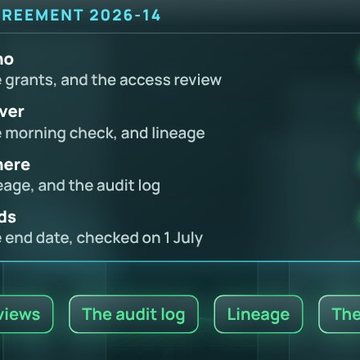 REEMENT 2026-14
no
grants, and the access review
ver
morning check, and lineage
here
eage, and the audit log
ds
end date, checked on 1 July
views
The audit log
Lineage
The